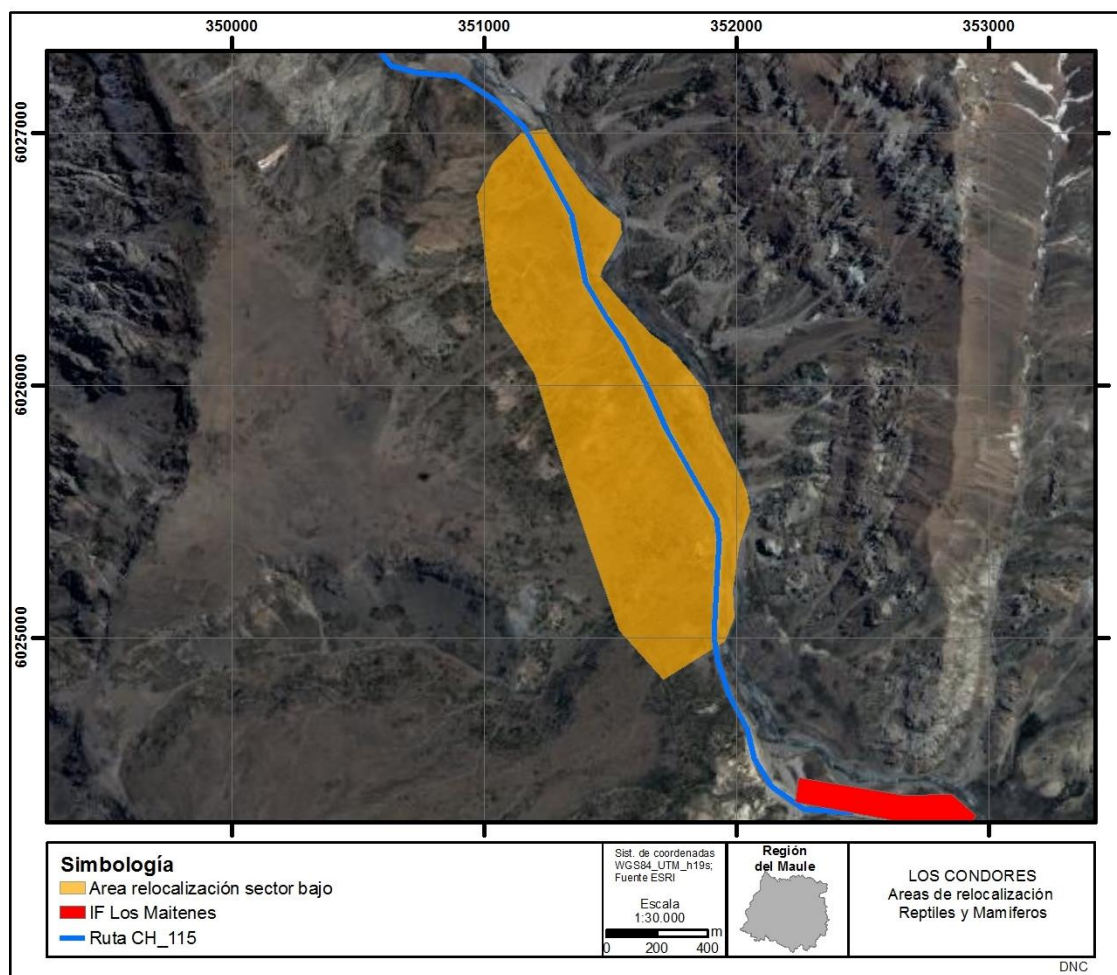 350000
351000
352000
353000
6027000
6026000
6025000
Simbología
Area relocalización sector bajo
IF Los Maitenes
Ruta CH_115
Sist. de coordenadas
WGS84_UTM_h19s;
Fuente ESRI
Escala
1:30.000
m
0 200 400
Región
del Maule
LOS CONDORES
Areas de relocalización
Reptiles y Mamiferos
DNC